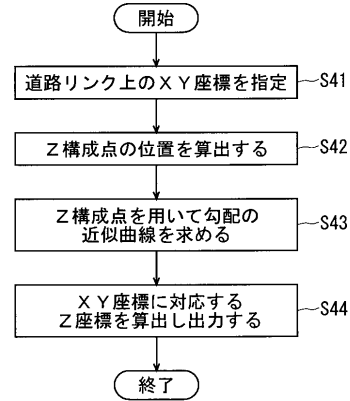 開始
道路リンク上のXY座標を指定
S41
Z構成点の位置を算出する
S42
Z構成点を用いて勾配の
近似曲線を求める
S43
XY座標に対応する
Z座標を算出し出力する
S44
終了